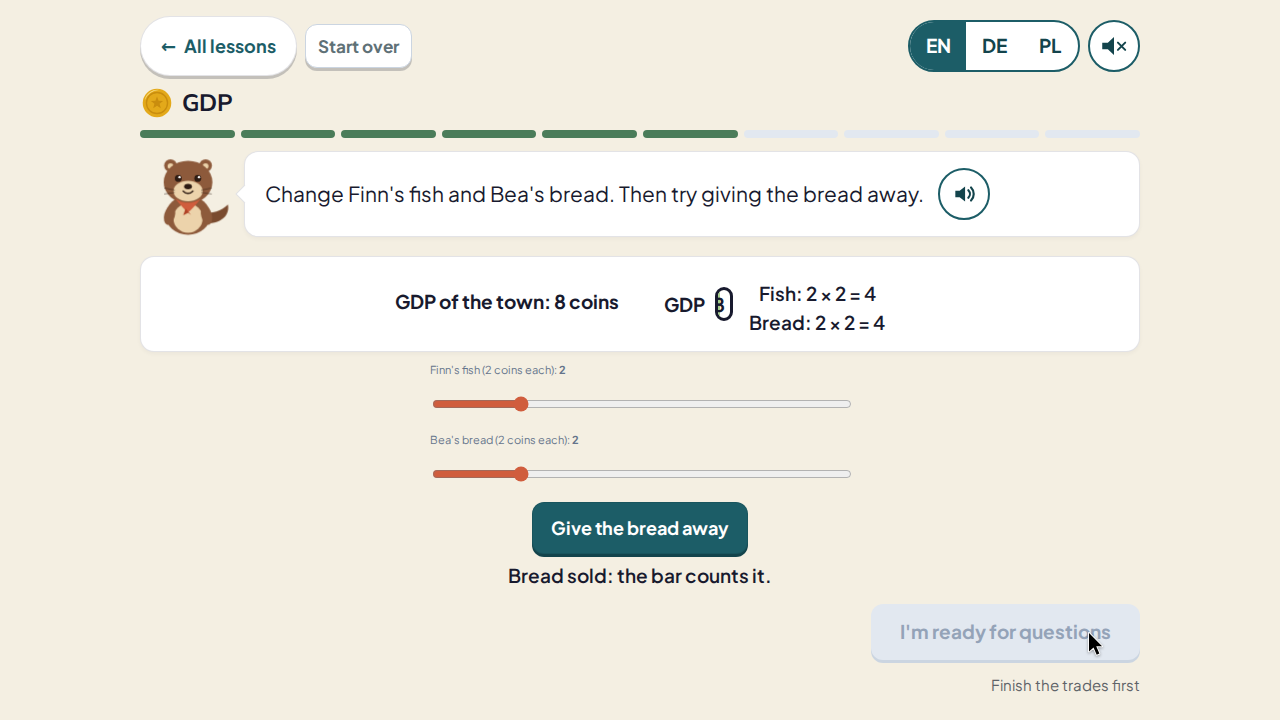 ← All lessons
Start over
EN
DE
PL
GDP
Change Finn's fish and Bea's bread. Then try giving the bread away.
GDP of the town: 8 coins
GDP
8
Fish: 2 × 2 = 4
Bread: 2 × 2 = 4
Finn's fish (2 coins each): 2
Bea's bread (2 coins each): 2
Give the bread away
Bread sold: the bar counts it.
I'm ready for questions
Finish the trades first